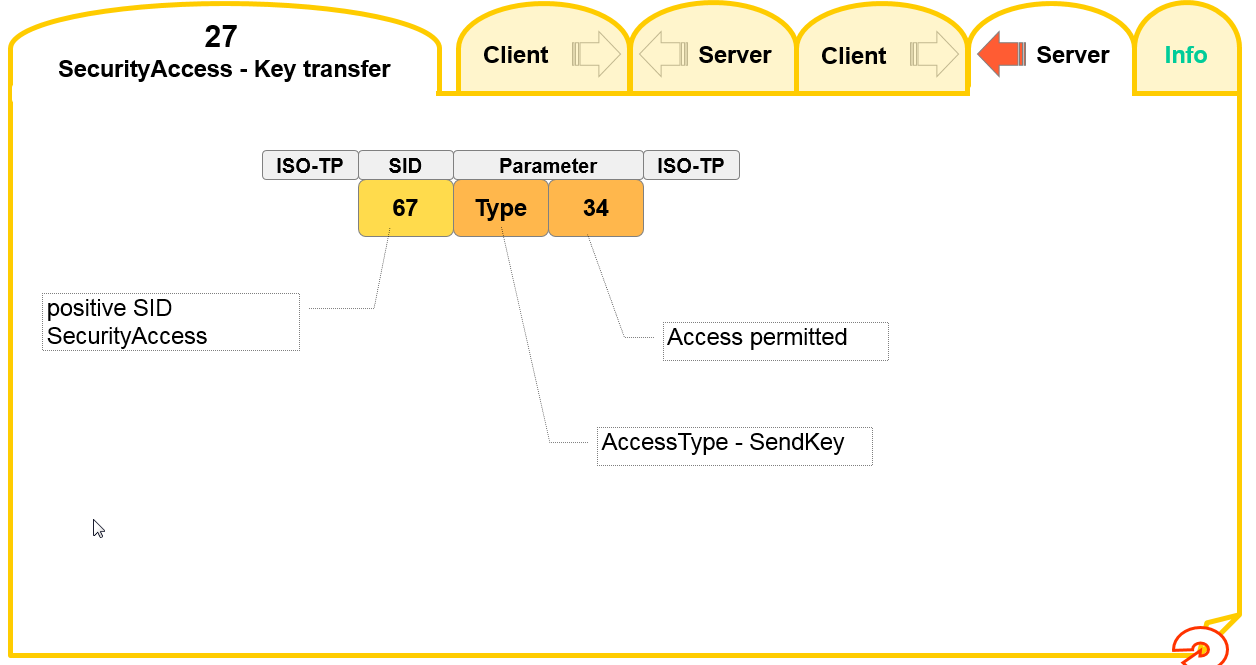 27
SecurityAccess - Key transfer
Client
Server
Client
Server
Info
ISO-TP
SID
Parameter
ISO-TP
67
Type
34
positive SID
SecurityAccess
Access permitted
AccessType - SendKey